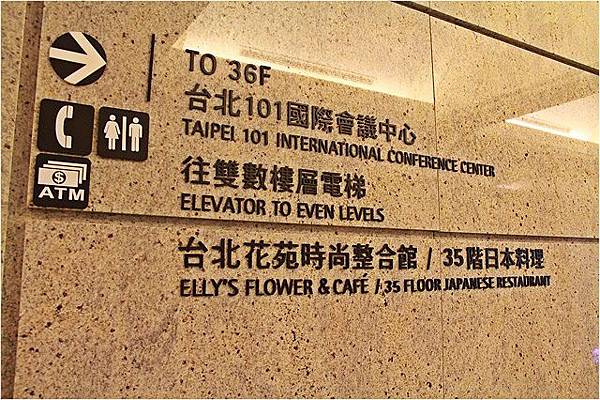 TO 36F
台北101國際會議中心
TAIPEI 101 INTERNATIONAL CONFERENCE CENTER
往雙數樓層電梯
ELEVATOR TO EVEN LEVELS
ATM
$
台北花苑時尚整合館 / 35階日本料理
ELLY'S FLOWER & CAFÉ / 35 FLOOR JAPANESE RESTAURANT